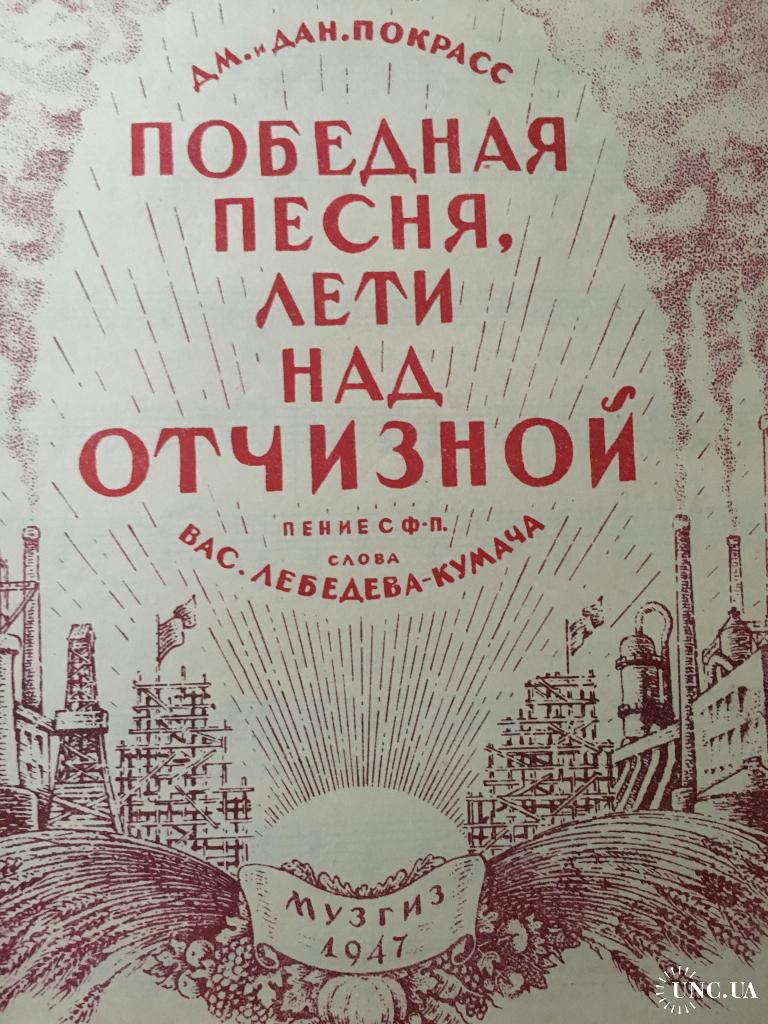 ДМ. и ДАН. ПОКРАСС
ПОБЕДНАЯ
ПЕСНЯ,
ЛЕТИ
НАД
ОТЧИЗНОЙ
ПЕНИЕ С Ф-П.
СЛОВА
ВАС. ЛЕБЕДЕВА-КУМАЧА
МУЗГИЗ
1947
UNC.UA